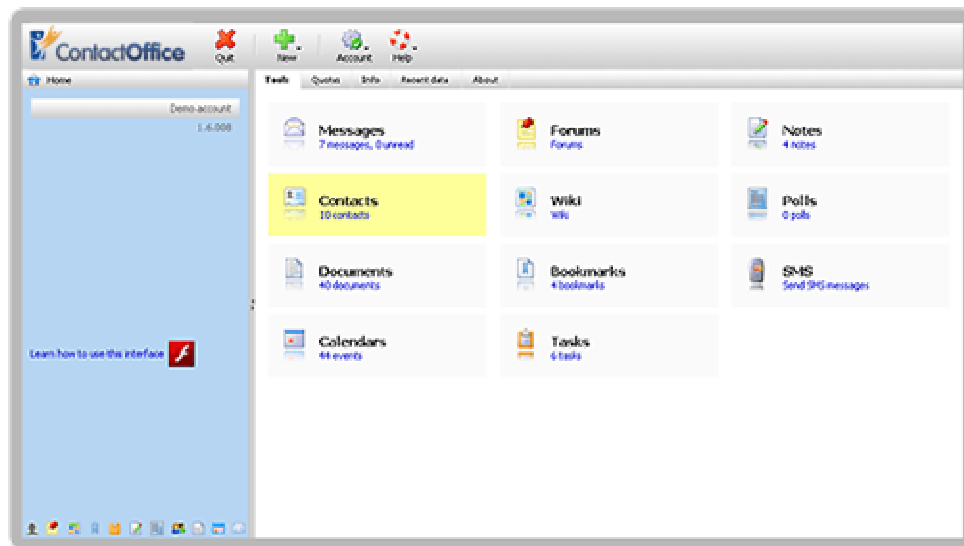 ContactOffice
Quit
New
Account
Help
Home
Tools Quotas Info Recent data About
Demo-account
1.6.008
Messages
7 messages, 0 unread
Forums
Forums
Notes
4 notes
Contacts
10 contacts
Wiki
Wiki
Polls
0 polls
Documents
40 documents
Bookmarks
4 bookmarks
SMS
Send SMS messages
Calendars
44 events
Tasks
6 tasks
Learn how to use this interface